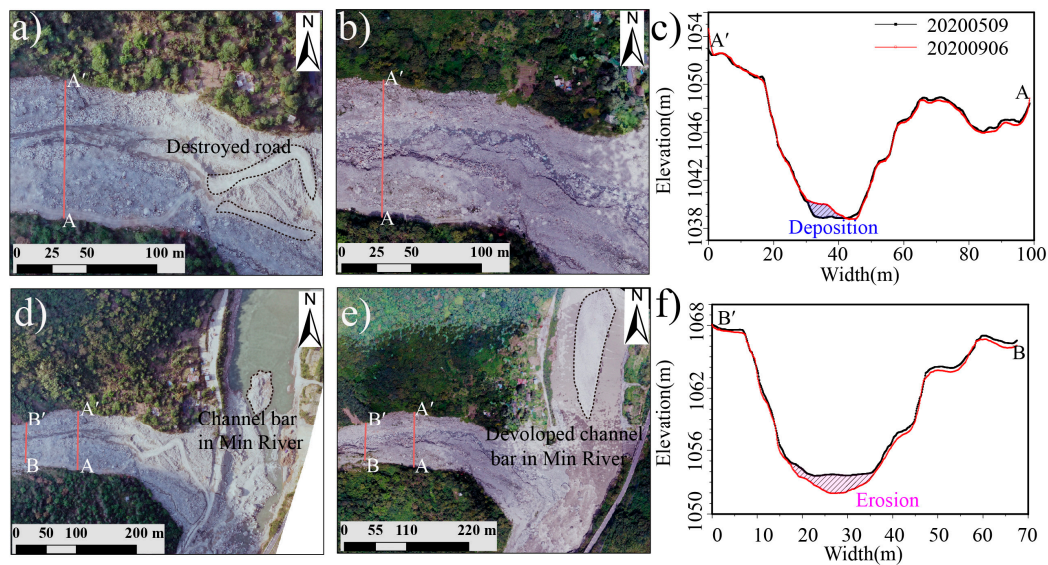 a)
N
A'
Destroyed road
A
0 25 50 100 m
b)
N
A'
A
0 25 50 100 m
c)
20200509
20200906
A'
A
Elevation(m)
1054
1050
1046
1042
1038
Deposition
0 20 40 60 80 100
Width(m)
d)
N
B' A'
Channel bar
in Min River
B A
0 50 100 200 m
e)
N
B' A'
Devoloped channel
bar in Min River
B A
0 55 110 220 m
f)
B'
B
Elevation(m)
1068
1062
1056
1050
Erosion
0 10 20 30 40 50 60 70
Width(m)